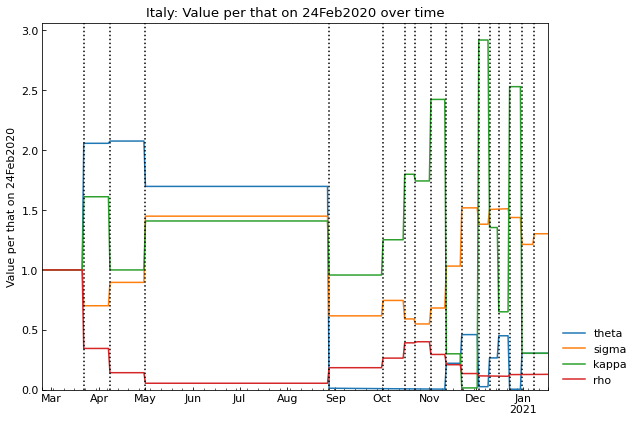 Italy: Value per that on 24Feb2020 over time
Value per that on 24Feb2020
3.0
2.5
2.0
1.5
1.0
0.5
0.0
Mar Apr May Jun Jul Aug Sep Oct Nov Dec Jan
2021
theta
sigma
kappa
rho